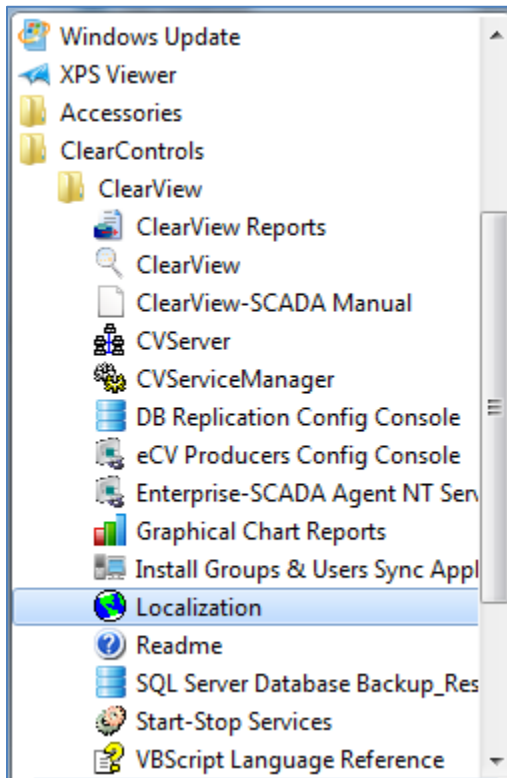 Windows Update
XPS Viewer
Accessories
ClearControls
ClearView
ClearView Reports
ClearView
ClearView-SCADA Manual
CVServer
CVServiceManager
DB Replication Config Console
eCV Producers Config Console
Enterprise-SCADA Agent NT Serv
Graphical Chart Reports
Install Groups & Users Sync Appl
Localization
Readme
SQL Server Database Backup_Res
Start-Stop Services
VBScript Language Reference